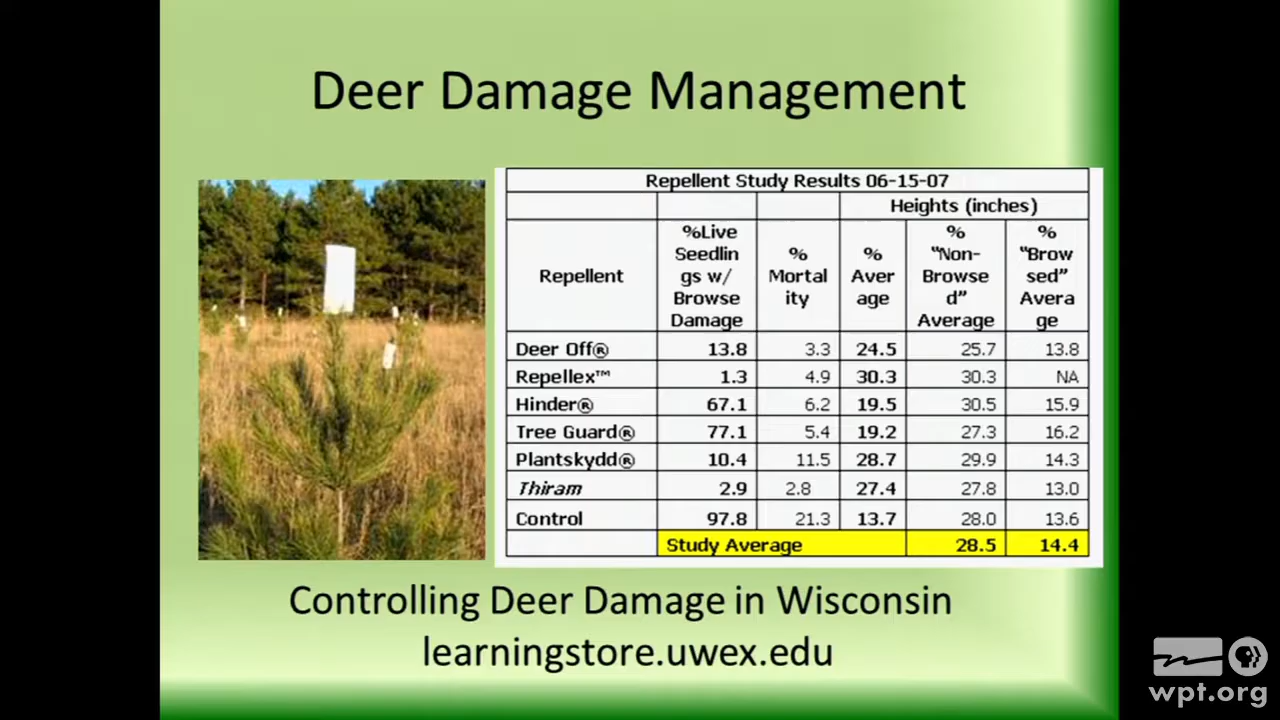 Deer Damage Management
Repellent Study Results 06-15-07
Heights (inches)
Repellent
%Live
Seedlin
gs w/
Browse
Damage
%
Mortal
ity
%
Aver
age
%
"Non-
Browse
d"
Average
%
"Brow
sed"
Avera
ge
Deer Off® 13.8 3.3 24.5 25.7 13.8
Repellex™ 1.3 4.9 30.3 30.3 NA
Hinder® 67.1 6.2 19.5 30.5 15.9
Tree Guard® 77.1 5.4 19.2 27.3 16.2
Plantskydd® 10.4 11.5 28.7 29.9 14.3
Thiram 2.9 2.8 27.4 27.8 13.0
Control 97.8 21.3 13.7 28.0 13.6
Study Average 28.5 14.4
Controlling Deer Damage in Wisconsin
learningstore.uwex.edu
wpt.org